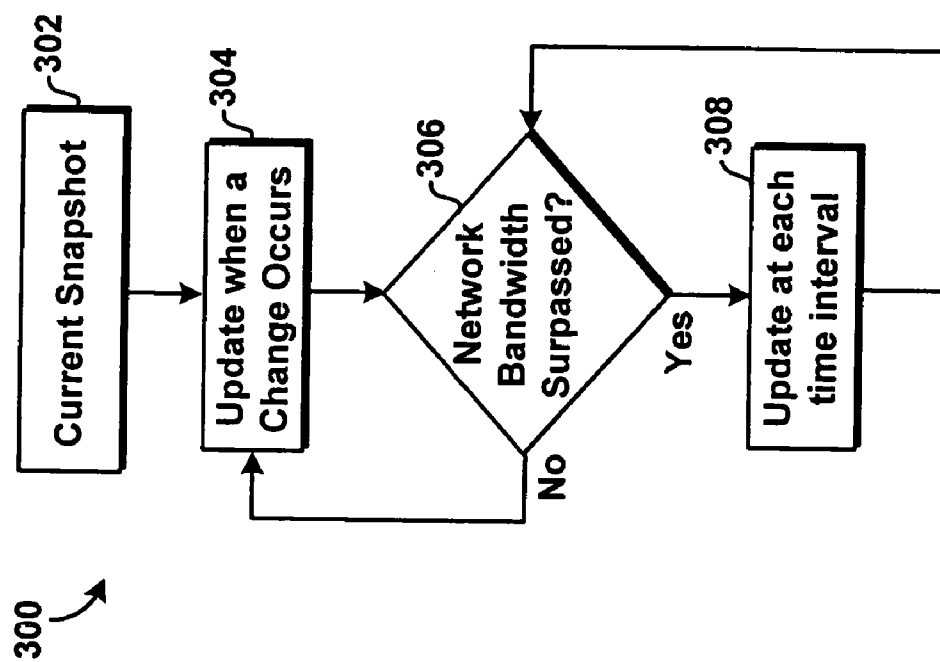 300
302
Current Snapshot
304
Update when a
Change Occurs
306
Network
Bandwidth
Surpassed?
No
Yes
308
Update at each
time interval